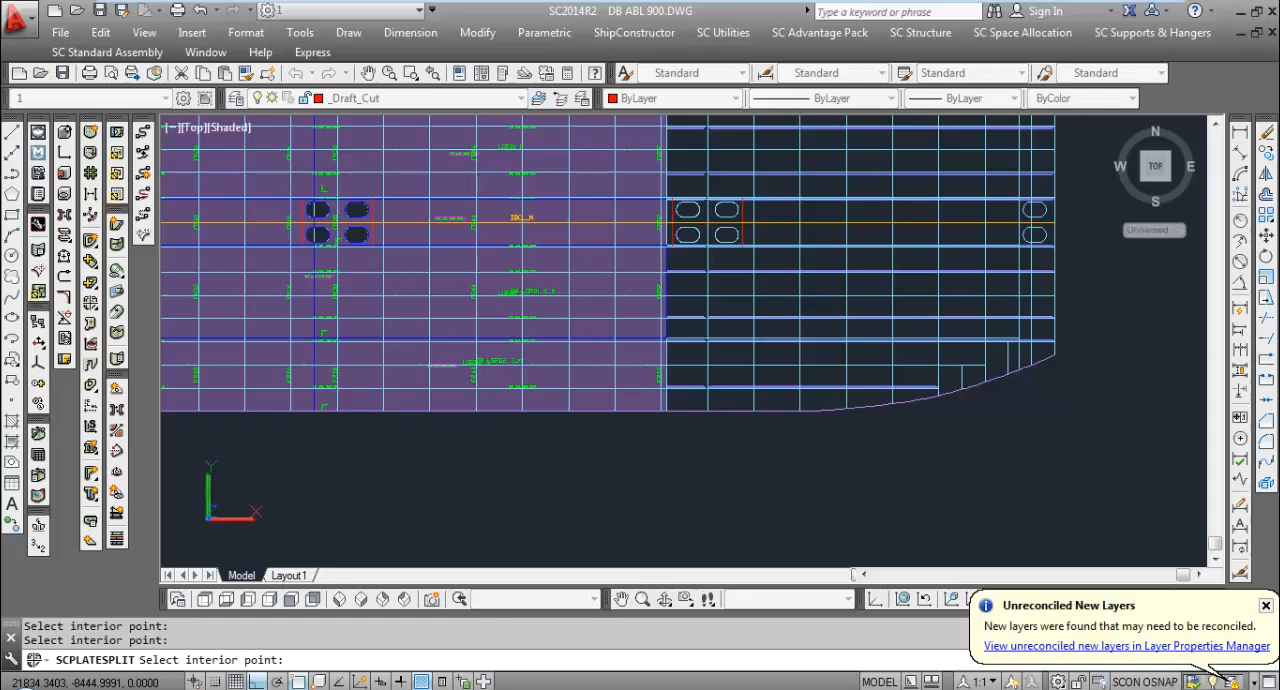 1
SC2014R2 DB ABL 900.DWG
Type a keyword or phrase
Sign In
File Edit View Insert Format Tools Draw Dimension Modify Parametric ShipConstructor SC Utilities SC Advantage Pack SC Structure SC Space Allocation SC Supports & Hangers
SC Standard Assembly Window Help Express
Standard Standard Standard Standard
1 _Draft_Cut ByLayer ByLayer ByLayer ByColor
[−][Top][Shaded]
N
W TOP E
S
Unnamed
Y
X
Model Layout1
Unreconciled New Layers
New layers were found that may need to be reconciled.
View unreconciled new layers in Layer Properties Manager
Select interior point:
Select interior point:
SCPLATESPLIT Select interior point:
21834.3403, -8444.9991, 0.0000
MODEL 1:1 SCON OSNAP